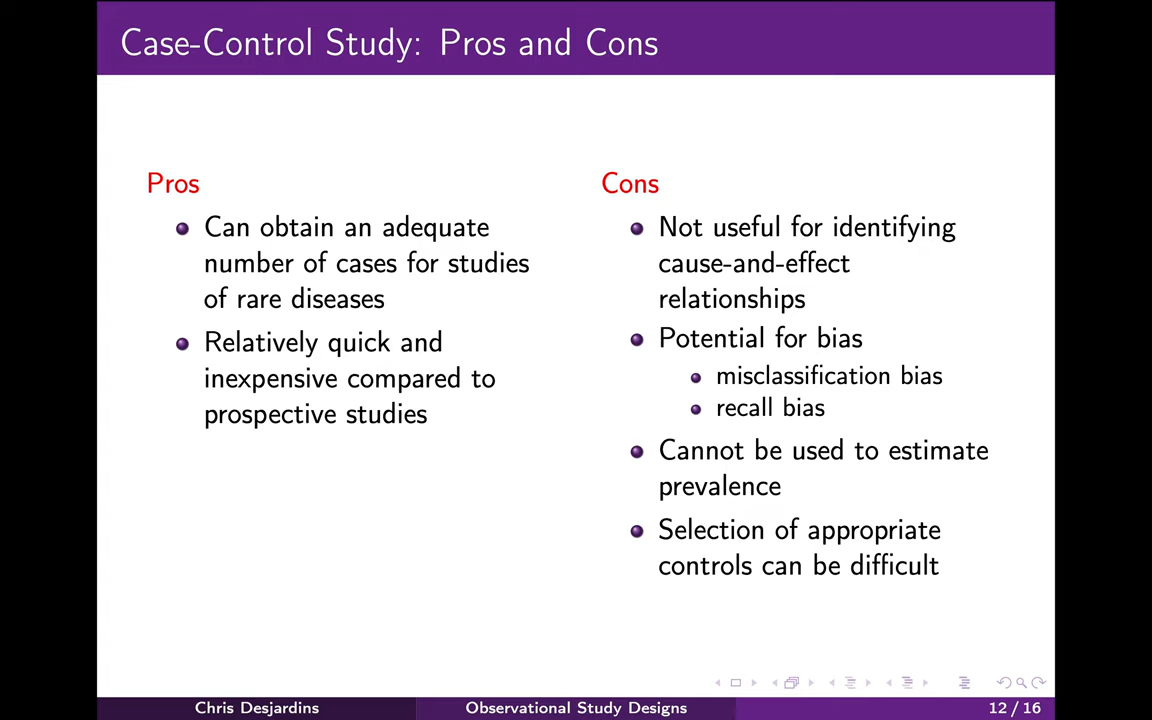 Case-Control Study: Pros and Cons
Pros
Can obtain an adequate
number of cases for studies
of rare diseases
Relatively quick and
inexpensive compared to
prospective studies
Cons
Not useful for identifying
cause-and-effect
relationships
Potential for bias
misclassification bias
recall bias
Cannot be used to estimate
prevalence
Selection of appropriate
controls can be difficult
Chris Desjardins
Observational Study Designs
12 / 16